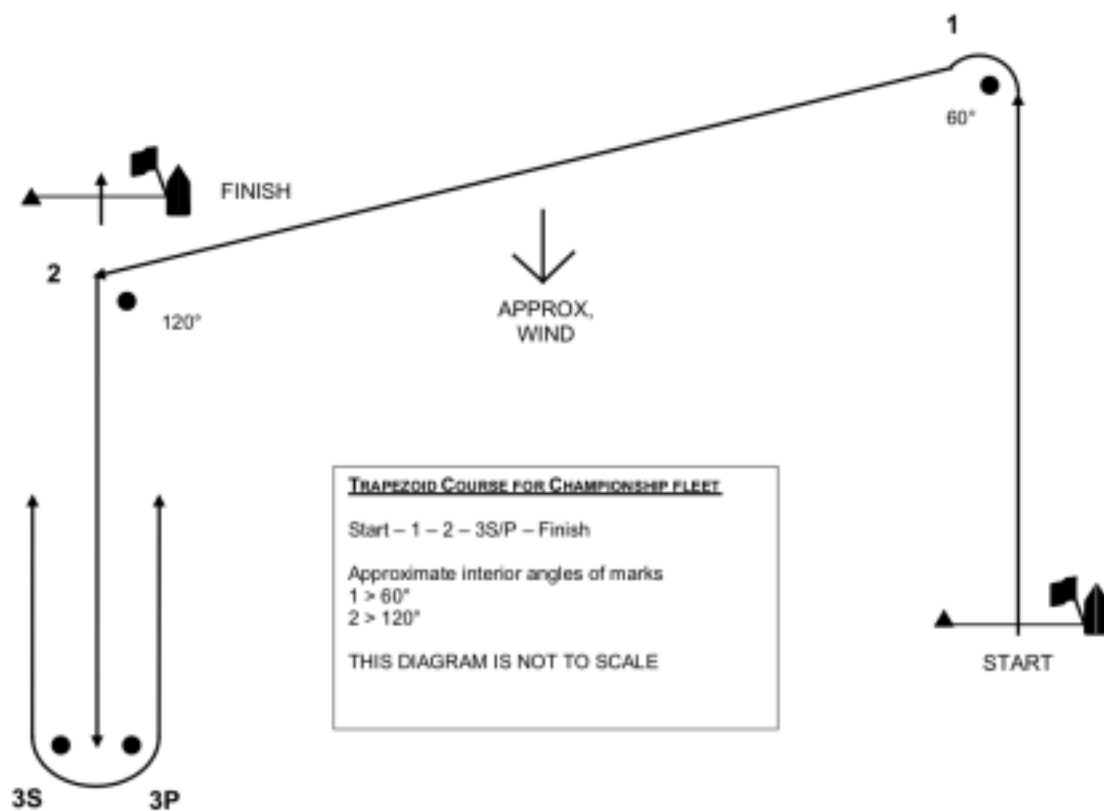 1
60°
FINISH
2
120°
APPROX,
WIND
TRAPEZOID COURSE FOR CHAMPIONSHIP FLEET
Start – 1 – 2 – 3S/P – Finish
Approximate interior angles of marks
1 > 60°
2 > 120°
THIS DIAGRAM IS NOT TO SCALE
START
3S
3P